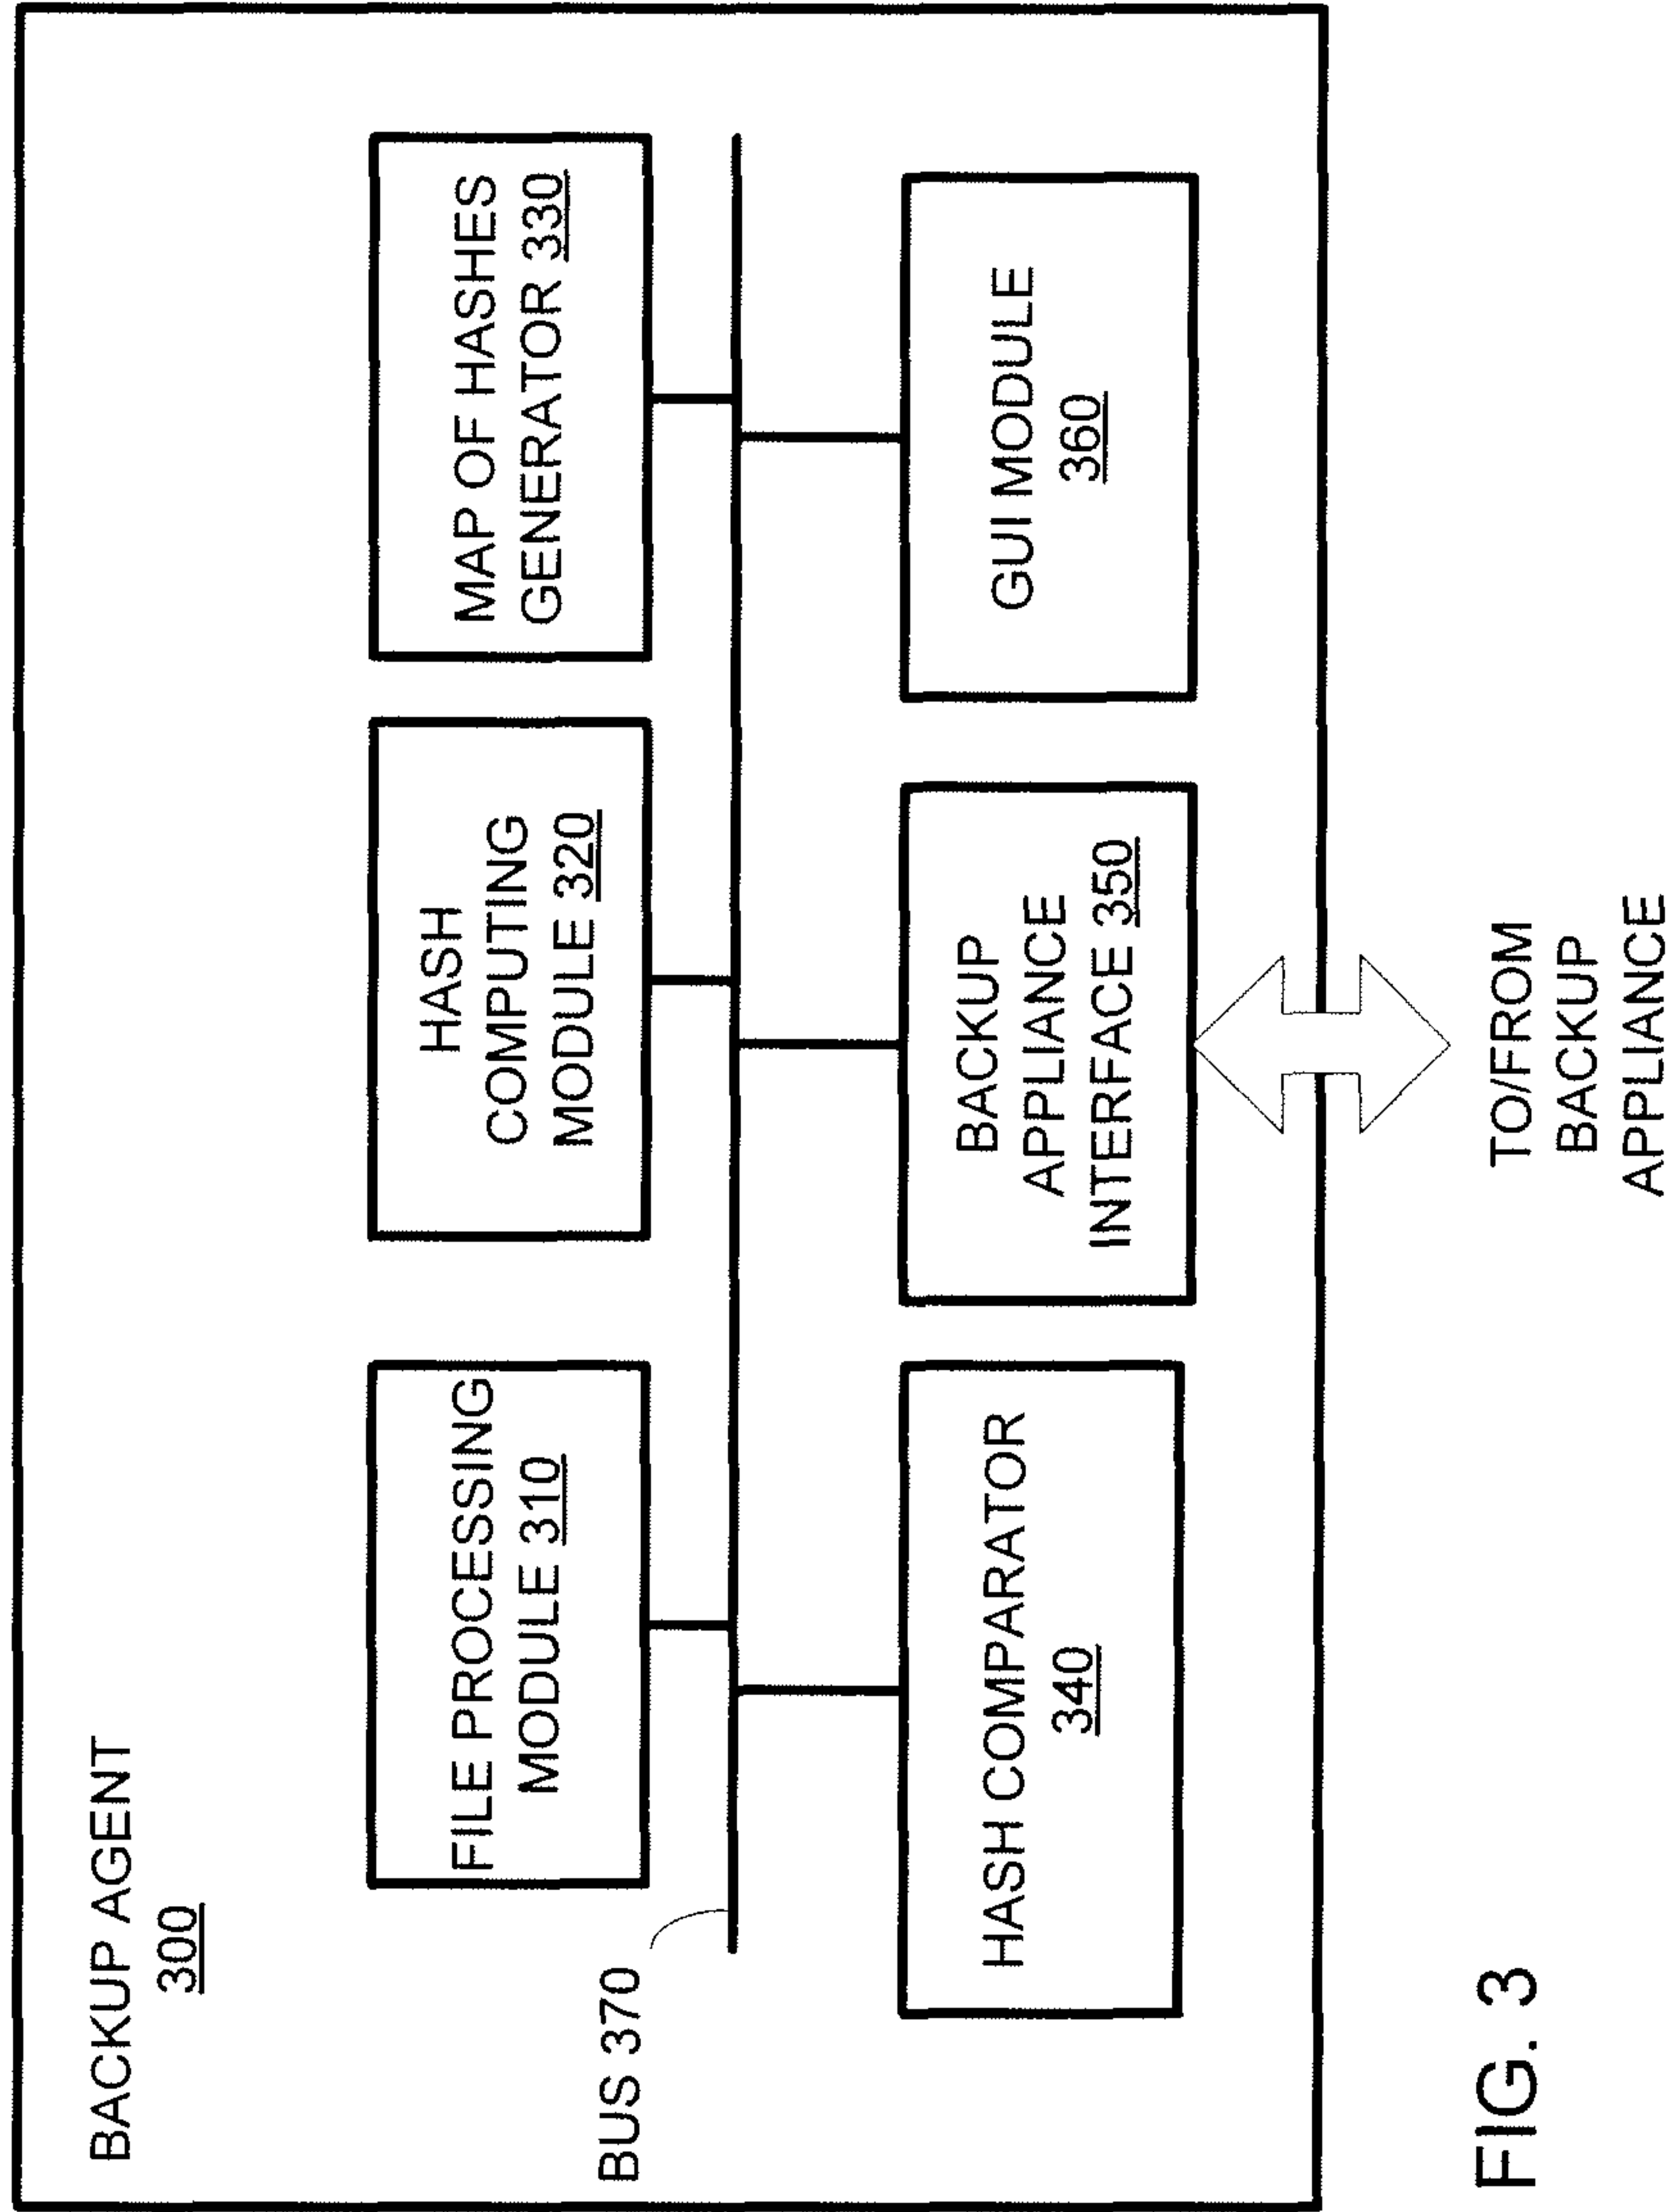 BACKUP AGENT
300
FILE PROCESSING
MODULE 310
HASH
COMPUTING
MODULE 320
MAP OF HASHES
GENERATOR 330
BUS 370
HASH COMPARATOR
340
BACKUP
APPLIANCE
INTERFACE 350
GUI MODULE
360
TO/FROM
BACKUP
APPLIANCE
FIG. 3